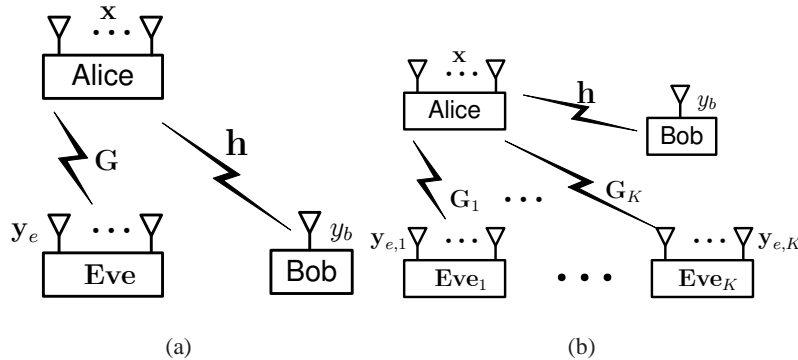 x
...
Alice
G
h
y_e
...
y_b
Eve
Bob
(a)
x
...
Alice
h
y_b
Bob
G_1
...
G_K
y_{e,1}
...
...
y_{e,K}
Eve_1
...
Eve_K
(b)